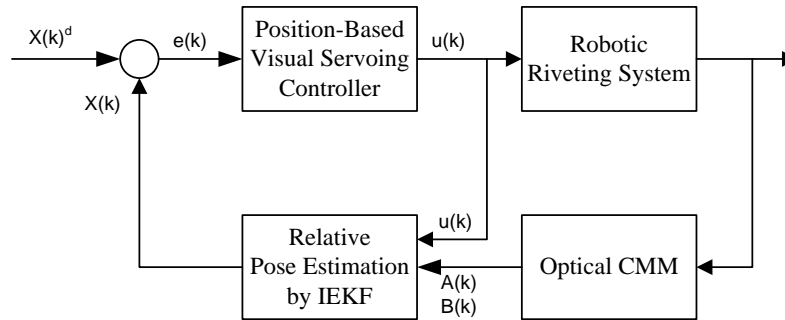 X(k)ᵈ
e(k)
Position-Based
Visual Servoing
Controller
u(k)
Robotic
Riveting System
X(k)
u(k)
Relative
Pose Estimation
by IEKF
A(k)
B(k)
Optical CMM